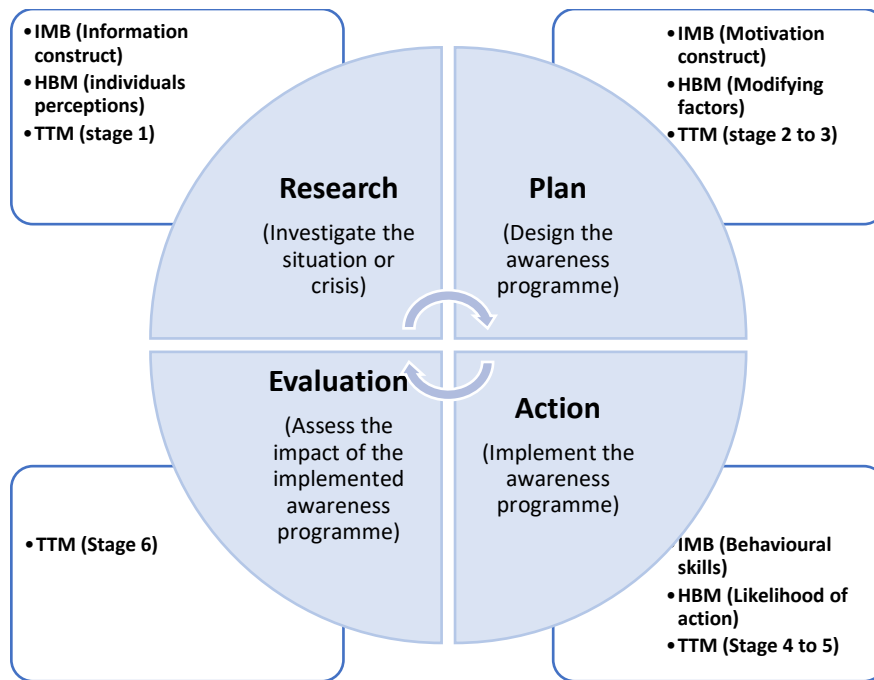 •IMB (Information
construct)
•HBM (individuals
perceptions)
•TTM (stage 1)
•IMB (Motivation
construct)
•HBM (Modifying
factors)
•TTM (stage 2 to 3)
Research
(Investigate the
situation or
crisis)
Plan
(Design the
awareness
programme)
Evaluation
(Assess the
impact of the
implemented
awareness
programme)
Action
(Implement the
awareness
programme)
•TTM (Stage 6)
•IMB (Behavioural
skills)
•HBM (Likelihood of
action)
•TTM (Stage 4 to 5)